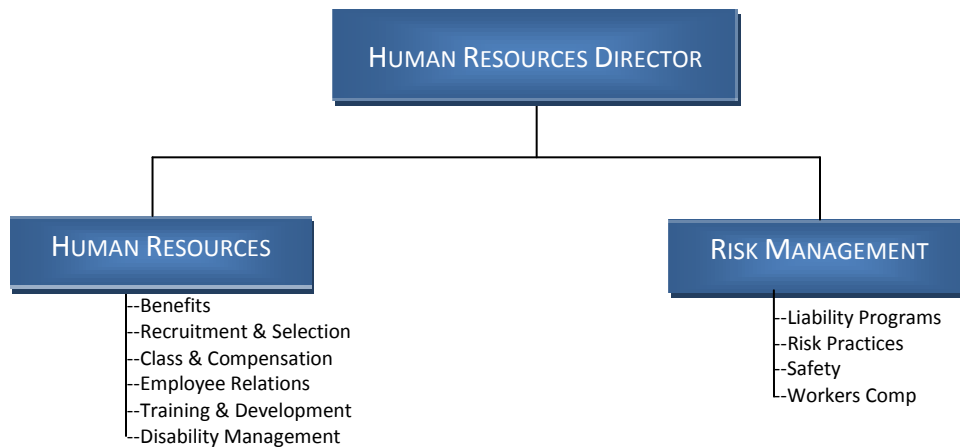 HUMAN RESOURCES DIRECTOR
HUMAN RESOURCES
--Benefits
--Recruitment & Selection
--Class & Compensation
--Employee Relations
--Training & Development
--Disability Management
RISK MANAGEMENT
--Liability Programs
--Risk Practices
--Safety
--Workers Comp